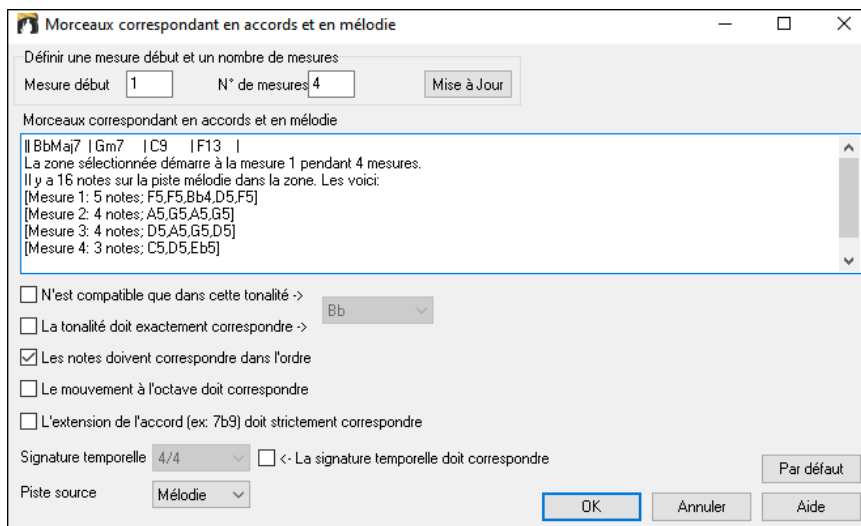 Morceaux correspondant en accords et en mélodie
Définir une mesure début et un nombre de mesures
Mesure début 1 N° de mesures 4 Mise à Jour
Morceaux correspondant en accords et en mélodie
|| BbMaj7 | Gm7 | C9 | F13 |
La zone sélectionnée démarre à la mesure 1 pendant 4 mesures.
Il y a 16 notes sur la piste mélodie dans la zone. Les voici:
[Mesure 1: 5 notes; F5,F5,Bb4,D5,F5]
[Mesure 2: 4 notes; A5,G5,A5,G5]
[Mesure 3: 4 notes; D5,A5,G5,D5]
[Mesure 4: 3 notes; C5,D5,Eb5]
N'est compatible que dans cette tonalité ->
Bb
La tonalité doit exactement correspondre ->
Les notes doivent correspondre dans l'ordre
Le mouvement à l'octave doit correspondre
L'extension de l'accord (ex: 7b9) doit strictement correspondre
Signature temporelle 4/4 <- La signature temporelle doit correspondre
Par défaut
Piste source Mélodie
OK Annuler Aide